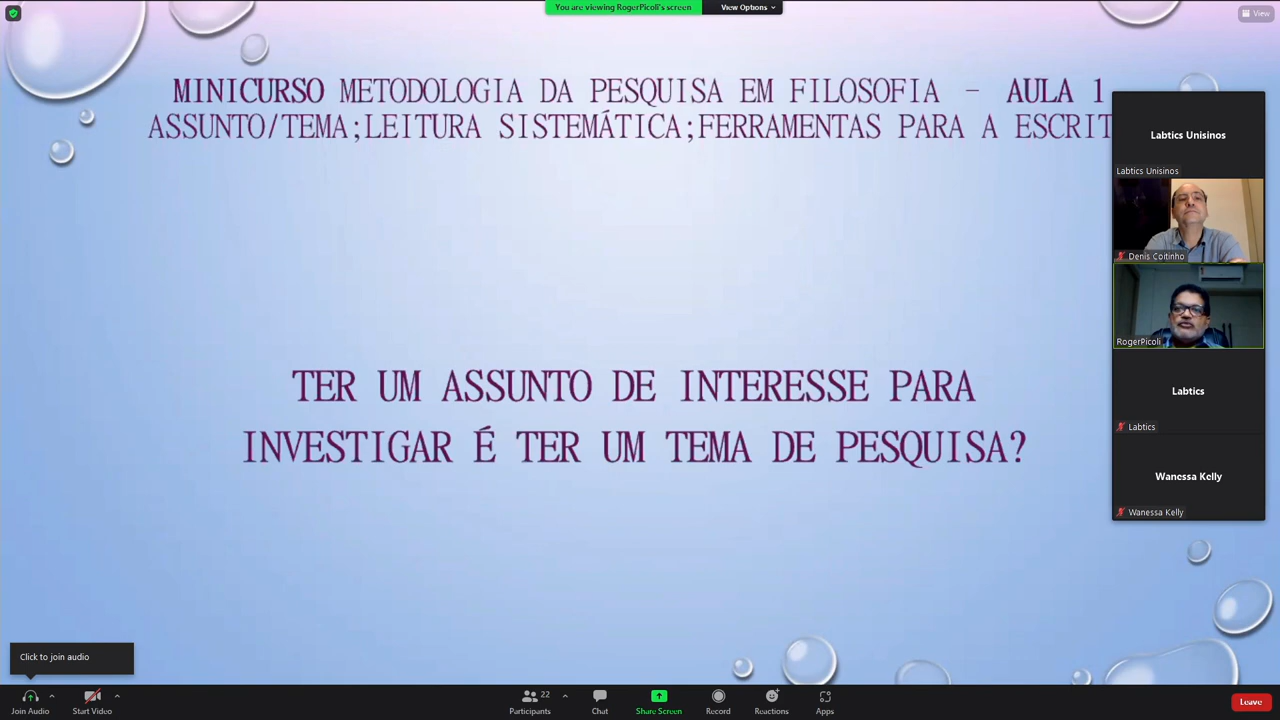 You are viewing RogerPicoli's screen
View Options
View
MINICURSO METODOLOGIA DA PESQUISA EM FILOSOFIA - AULA 1
ASSUNTO/TEMA;LEITURA SISTEMÁTICA;FERRAMENTAS PARA A ESCRIT
Labtics Unisinos
Labtics Unisinos
Denis Coitinho
RogerPicoli
Labtics
Labtics
Wanessa Kelly
Wanessa Kelly
TER UM ASSUNTO DE INTERESSE PARA
INVESTIGAR É TER UM TEMA DE PESQUISA?
Click to join audio
Join Audio
Start Video
22
Participants
Chat
Share Screen
Record
Reactions
Apps
Leave